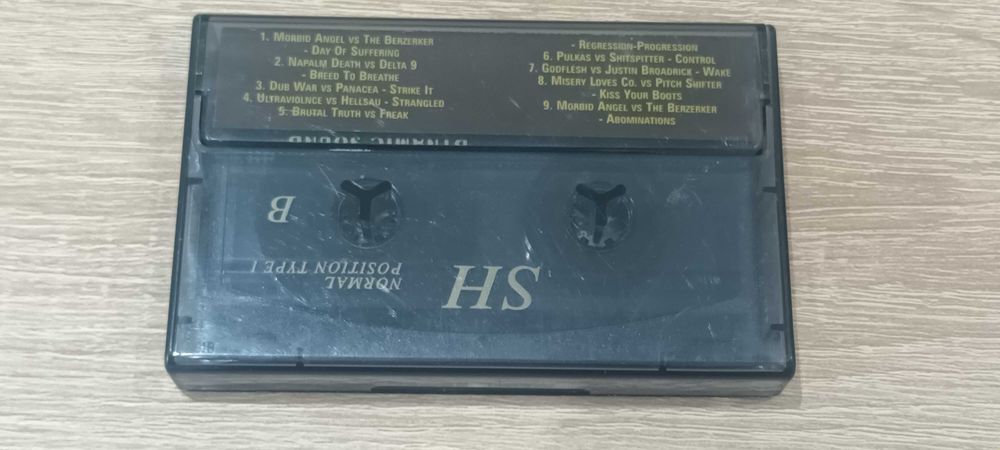 1. Morbid Angel vs The Berzerker
- Day Of Suffering
2. Napalm Death vs Delta 9
- Breed To Breathe
3. Dub War vs Panacea - Strike It
4. Ultraviolnce vs Hellsau - Strangled
5. Brutal Truth vs Freak
- Regression-Progression
6. Pulkas vs Shitspitter - Control
7. Godflesh vs Justin Broadrick - Wake
8. Misery Loves Co. vs Pitch Shifter
- Kiss Your Boots
9. Morbid Angel vs The Berzerker
- Abominations
DYNAMIC SOUND
B
NORMAL
POSITION TYPE I
SH